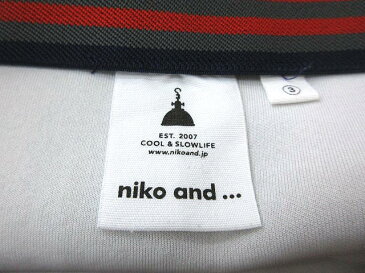 EST. 2007
COOL & SLOWLIFE
www.nikoand.jp
niko and ...
3